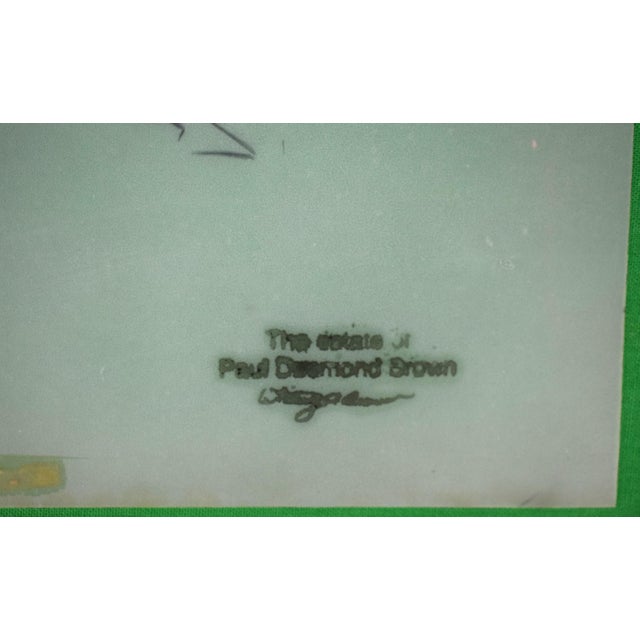 The estate of
Paul Desmond Brown